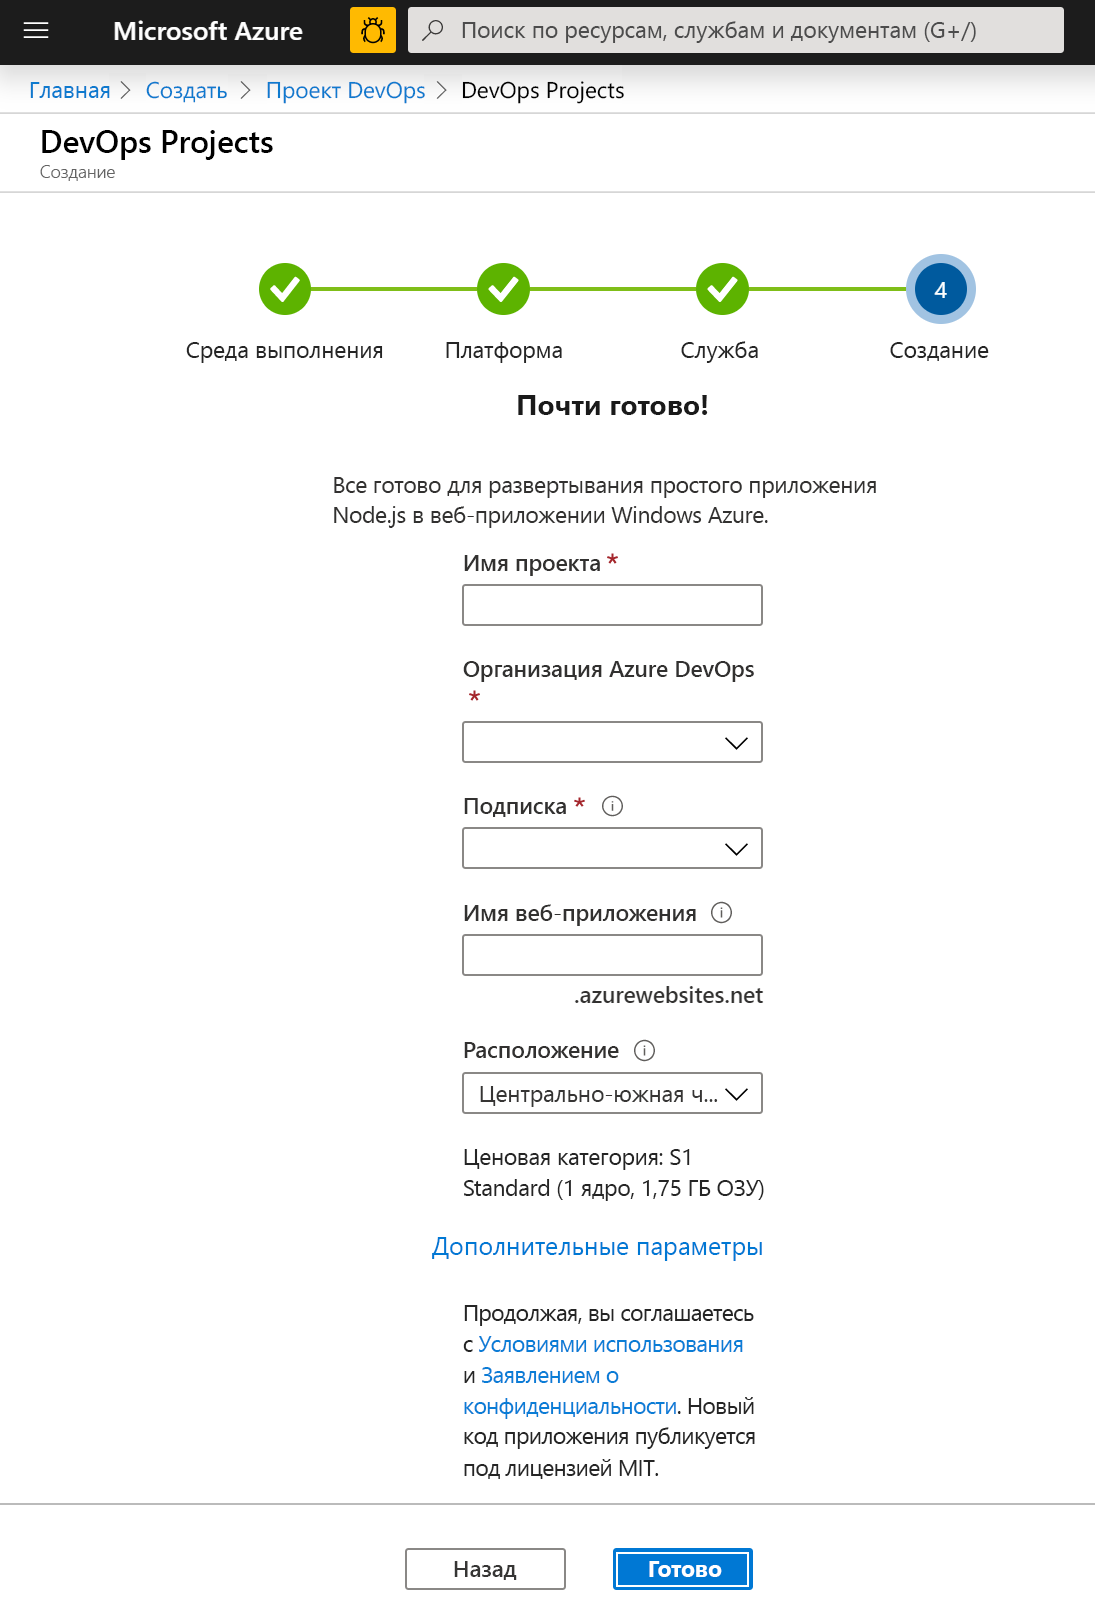 Microsoft Azure
Поиск по ресурсам, службам и документам (G+/)
Главная > Создать > Проект DevOps > DevOps Projects
DevOps Projects
Создание
4
Среда выполнения Платформа Служба Создание
Почти готово!
Все готово для развертывания простого приложения
Node.js в веб-приложении Windows Azure.
Имя проекта *
Организация Azure DevOps
*
Подписка *
Имя веб-приложения
.azurewebsites.net
Расположение
Центрально-южная ч...
Ценовая категория: S1
Standard (1 ядро, 1,75 ГБ ОЗУ)
Дополнительные параметры
Продолжая, вы соглашаетесь
с Условиями использования
и Заявлением о
конфиденциальности. Новый
код приложения публикуется
под лицензией MIT.
Назад Готово